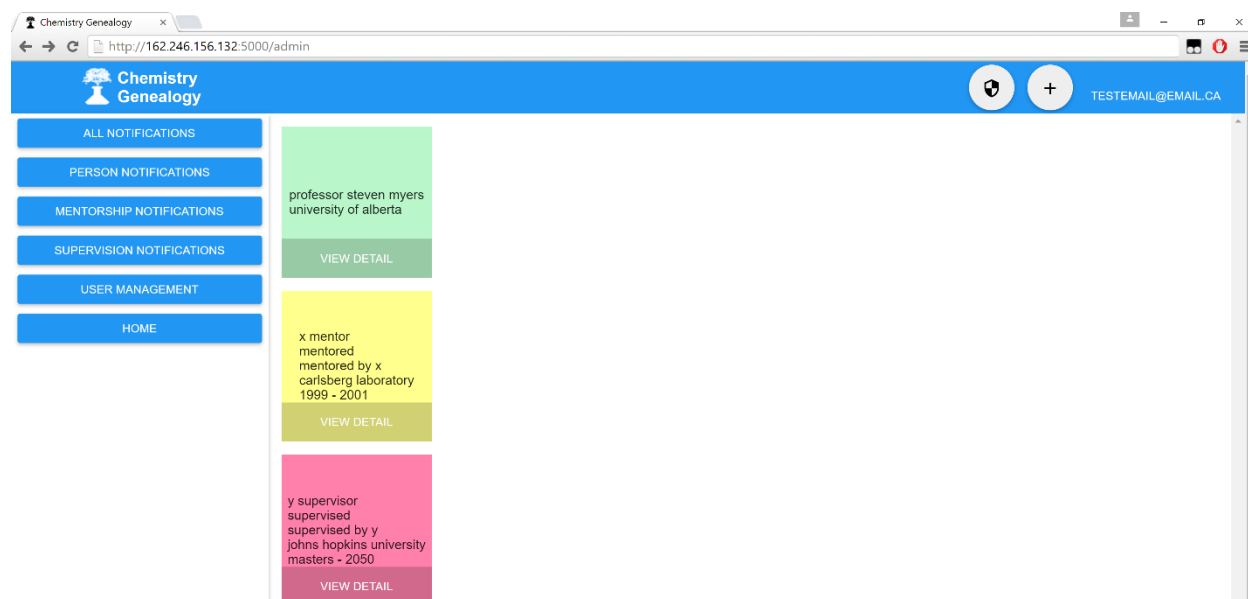 Chemistry Genealogy
http://162.246.156.132:5000/admin
Chemistry
Genealogy
TESTEMAIL@EMAIL.CA
ALL NOTIFICATIONS
PERSON NOTIFICATIONS
MENTORSHIP NOTIFICATIONS
SUPERVISION NOTIFICATIONS
USER MANAGEMENT
HOME
professor steven myers
university of alberta
VIEW DETAIL
x mentor
mentored
mentored by x
carlsberg laboratory
1999 - 2001
VIEW DETAIL
y supervisor
supervised
supervised by y
johns hopkins university
masters - 2050
VIEW DETAIL